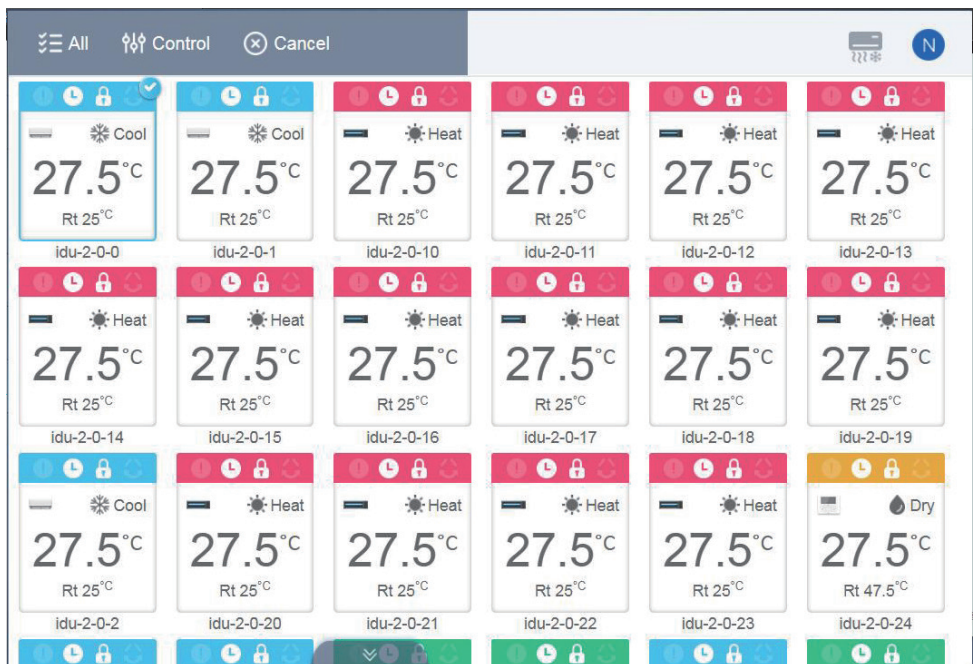 All Control Cancel N
Cool Cool Heat Heat Heat Heat
27.5°C 27.5°C 27.5°C 27.5°C 27.5°C 27.5°C
Rt 25°C Rt 25°C Rt 25°C Rt 25°C Rt 25°C Rt 25°C
idu-2-0-0 idu-2-0-1 idu-2-0-10 idu-2-0-11 idu-2-0-12 idu-2-0-13
Heat Heat Heat Heat Heat Heat
27.5°C 27.5°C 27.5°C 27.5°C 27.5°C 27.5°C
Rt 25°C Rt 25°C Rt 25°C Rt 25°C Rt 25°C Rt 25°C
idu-2-0-14 idu-2-0-15 idu-2-0-16 idu-2-0-17 idu-2-0-18 idu-2-0-19
Cool Heat Heat Heat Heat Dry
27.5°C 27.5°C 27.5°C 27.5°C 27.5°C 27.5°C
Rt 25°C Rt 25°C Rt 25°C Rt 25°C Rt 25°C Rt 47.5°C
idu-2-0-2 idu-2-0-20 idu-2-0-21 idu-2-0-22 idu-2-0-23 idu-2-0-24